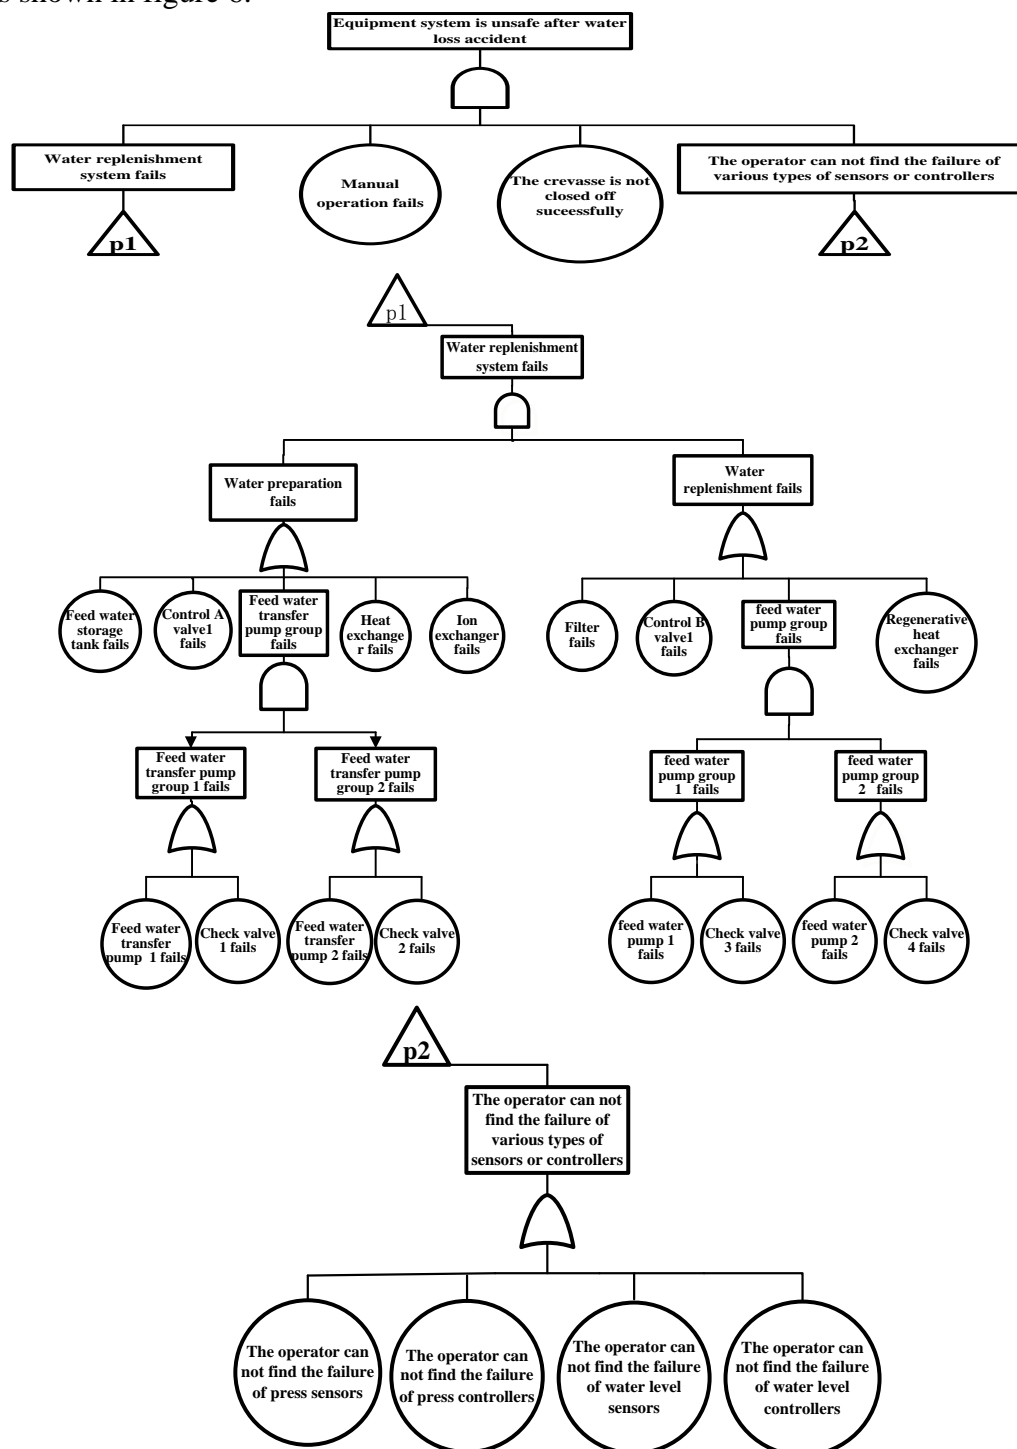 s shown in figure 6.
Equipment system is unsafe after water
loss accident
Water replenishment
system fails
Manual
operation fails
The crevasse is not
closed off
suceessfully
The operator can not find the failure of
various types of sensors or controllers
p1
p2
p1
Water replenishment
system fails
Water preparation
fails
Water
replenishment fails
Feed water
storage
tank fails
Control A
valve1
fails
Feed water
transfer
pump group
fails
Heat
exchange
r fails
Ion
exchanger
fails
Filter
fails
Control B
valve1
fails
feed water
pump group
fails
Regenerative
heat
exchanger
fails
Feed water
transfer pump
group 1 fails
Feed water
transfer pump
group 2 fails
feed water
pump group
1 fails
feed water
pump group
2 fails
Feed water
transfer
pump 1 fails
Check valve
1 fails
Feed water
transfer
pump 2 fails
Check valve
2 fails
feed water
pump 1
fails
Check valve
3 fails
feed water
pump 2
fails
Check valve
4 fails
p2
The operator can not
find the failure of
various types of
sensors or controllers
The operator can
not find the failure
of press sensors
The operator can
not find the failure
of press controllers
The operator can
not find the failure
of water level
sensors
The operator can
not find the failure
of water level
controllers